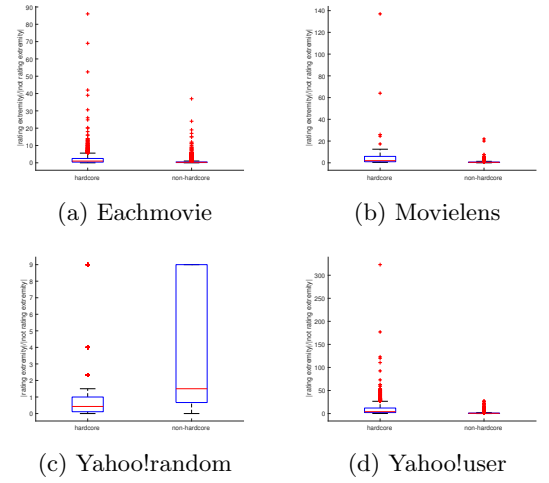 |rating extremity|/|not rating extremity|
90
80
70
60
50
40
30
20
10
0
hardcore
non-hardcore
(a) Eachmovie
|rating extremity|/|not rating extremity|
140
120
100
80
60
40
20
0
hardcore
non-hardcore
(b) Movielens
|rating extremity|/|not rating extremity|
9
8
7
6
5
4
3
2
1
0
hardcore
non-hardcore
(c) Yahoo!random
|rating extremity|/|not rating extremity|
300
250
200
150
100
50
0
hardcore
non-hardcore
(d) Yahoo!user